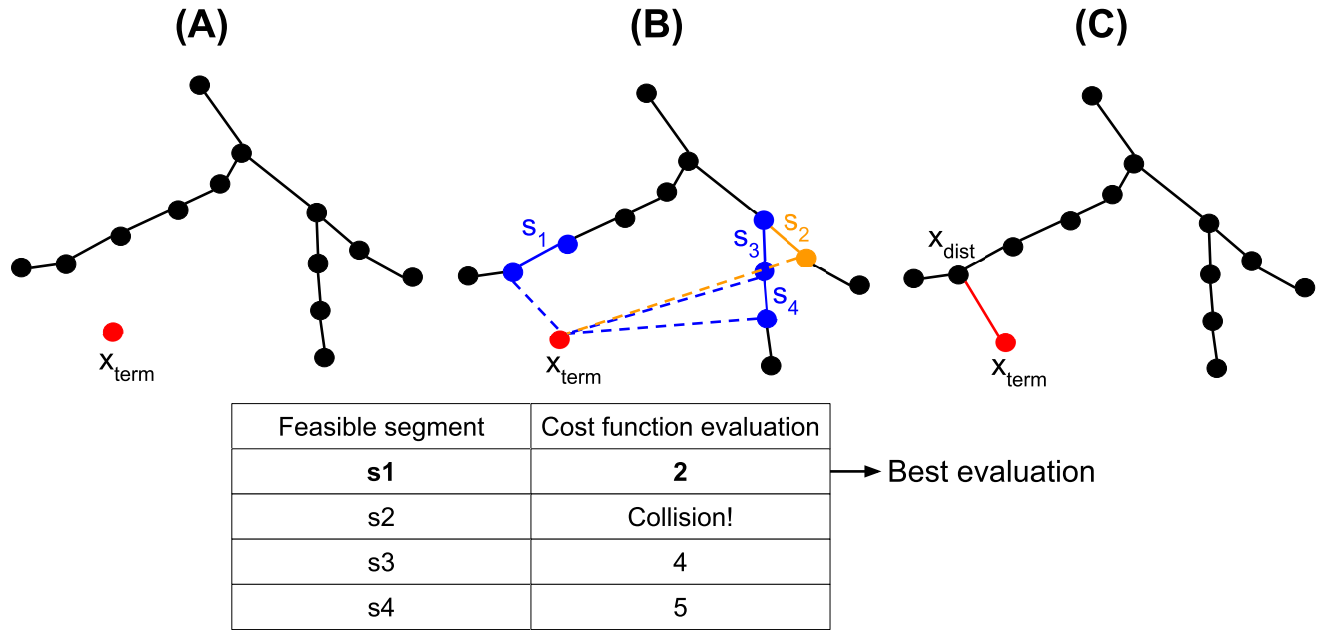 (A)
(B)
(C)
s1
s2
s3
s4
xdist
xterm
xterm
xterm
Feasible segment Cost function evaluation
s1 2 Best evaluation
s2 Collision!
s3 4
s4 5